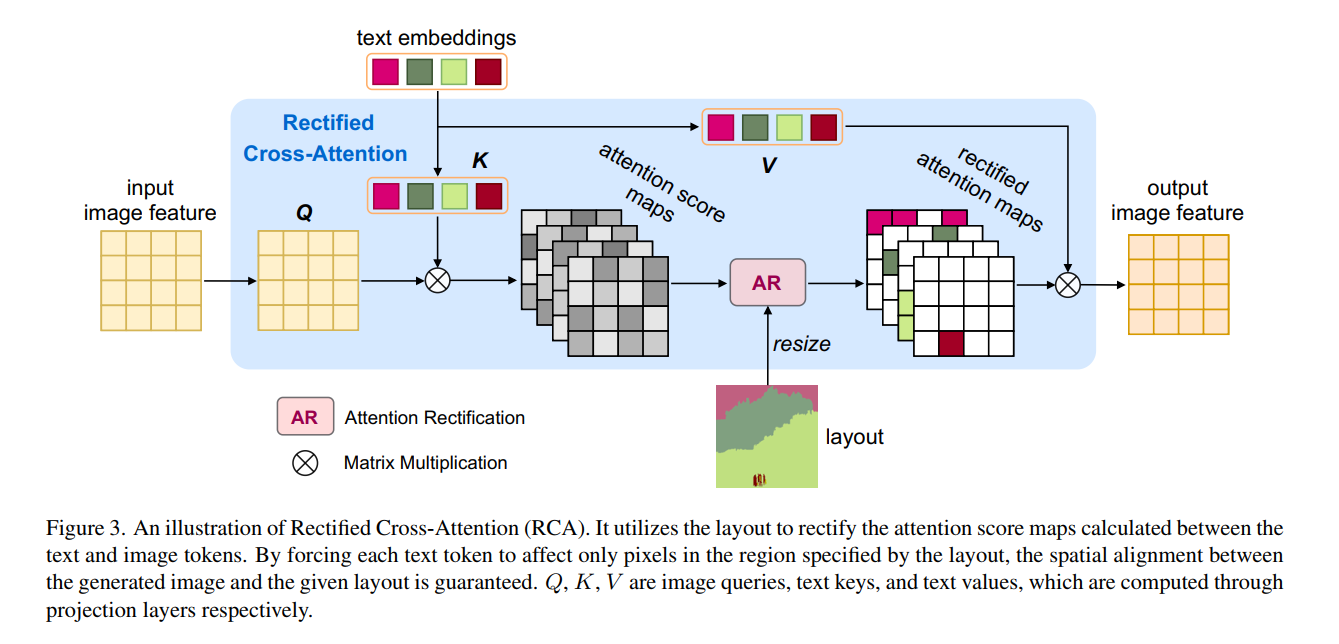 text embeddings
Rectified
Cross-Attention
K
V
attention score
maps
rectified
attention maps
input
image feature
Q
output
image feature
AR
resize
layout
AR Attention Rectification
Matrix Multiplication
Figure 3. An illustration of Rectified Cross-Attention (RCA). It utilizes the layout to rectify the attention score maps calculated between the
text and image tokens. By forcing each text token to affect only pixels in the region specified by the layout, the spatial alignment between
the generated image and the given layout is guaranteed. Q, K, V are image queries, text keys, and text values, which are computed through
projection layers respectively.